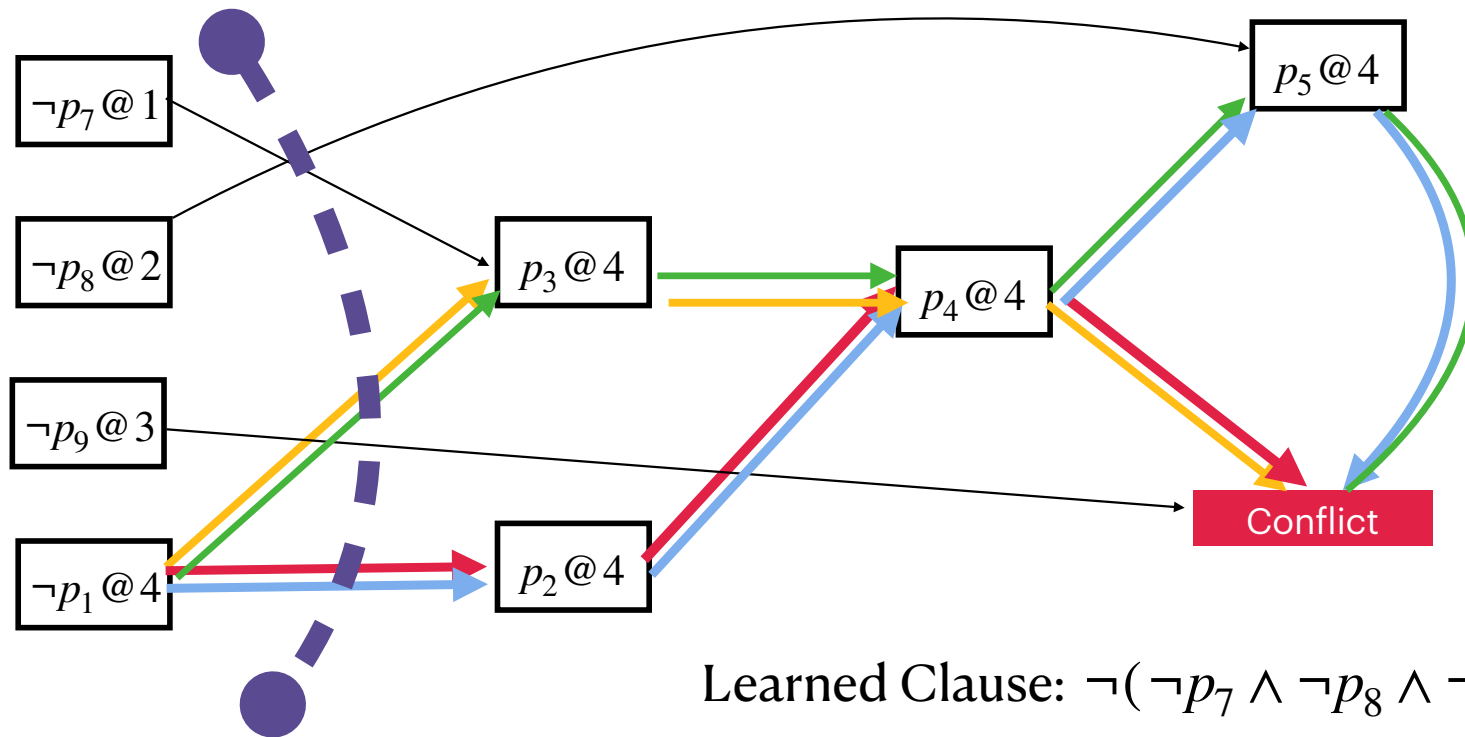 ¬p₇@1
p₅@4
¬p₈@2
p₃@4
p₄@4
¬p₉@3
Conflict
¬p₁@4
p₂@4
Learned Clause: ¬(¬p₇ ∧ ¬p₈ ∧ ¬